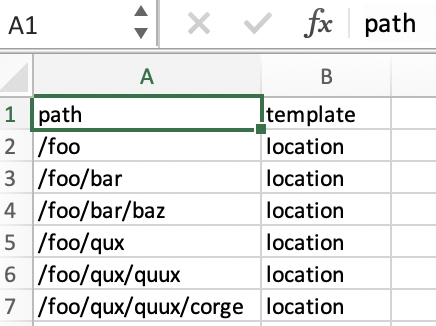 A1 fx path
A B
1 path template
2 /foo location
3 /foo/bar location
4 /foo/bar/baz location
5 /foo/qux location
6 /foo/qux/quux location
7 /foo/qux/quux/corge location